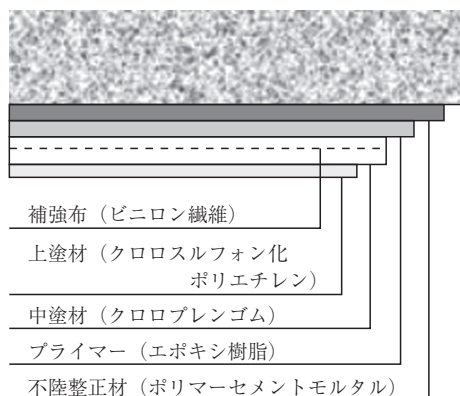 補強布（ビニロン繊維）
上塗材（クロロスルフォン化
ポリエチレン）
中塗材（クロロプレンゴム）
プライマー（エポキシ樹脂）
不陸整正材（ポリマーセメントモルタル）